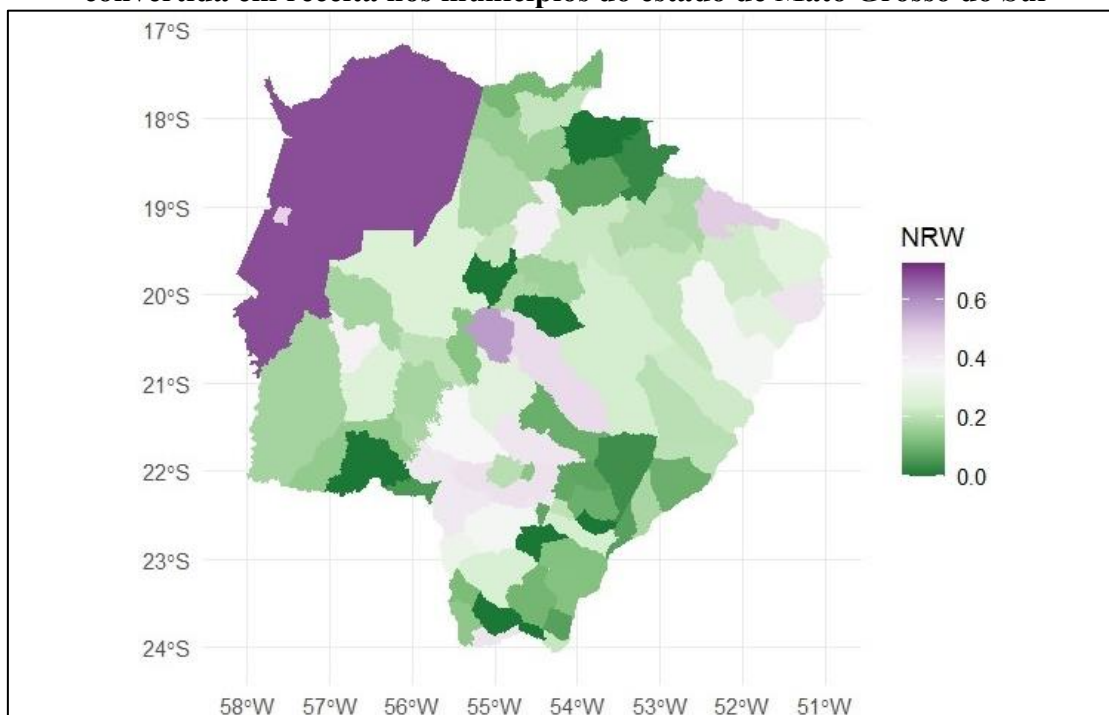 convertida em receita nos municípios do estado de Mato Grosso do Sul
17°S
18°S
19°S
20°S
21°S
22°S
23°S
24°S
58°W 57°W 56°W 55°W 54°W 53°W 52°W 51°W
NRW
0.6
0.4
0.2
0.0